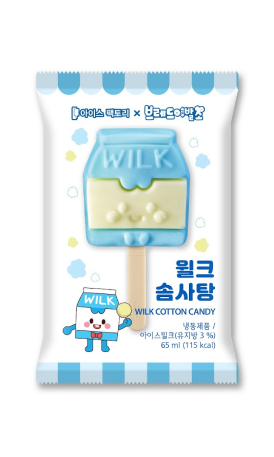 아이스 팩토리 × 브레드이발소
WILK
윌크
솜사탕
WILK COTTON CANDY
WILK
냉동제품 /
아이스밀크(유지방 3 %)
65 ml (115 kcal)